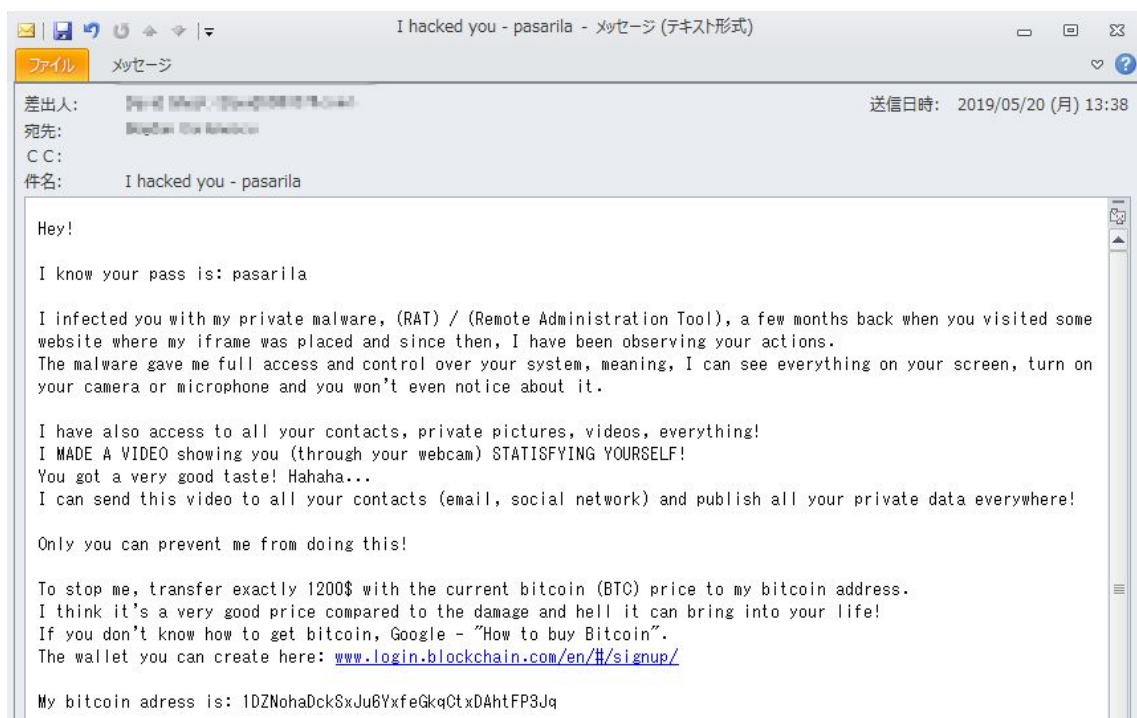 I hacked you - pasarila - メッセージ (テキスト形式)
ファイル メッセージ
差出人: 送信日時: 2019/05/20 (月) 13:38
宛先:
CC:
件名: I hacked you - pasarila
Hey!
I know your pass is: pasarila
I infected you with my private malware, (RAT) / (Remote Administration Tool), a few months back when you visited some
website where my iframe was placed and since then, I have been observing your actions.
The malware gave me full access and control over your system, meaning, I can see everything on your screen, turn on
your camera or microphone and you won't even notice about it.
I have also access to all your contacts, private pictures, videos, everything!
I MADE A VIDEO showing you (through your webcam) STATISFYING YOURSELF!
You got a very good taste! Hahaha...
I can send this video to all your contacts (email, social network) and publish all your private data everywhere!
Only you can prevent me from doing this!
To stop me, transfer exactly 1200$ with the current bitcoin (BTC) price to my bitcoin address.
I think it's a very good price compared to the damage and hell it can bring into your life!
If you don't know how to get bitcoin, Google - "How to buy Bitcoin".
The wallet you can create here: www.login.blockchain.com/en/#/signup/
My bitcoin adress is: 1DZNohaDckSxJu6YxfeGkqCtxDAhtFP3Jq